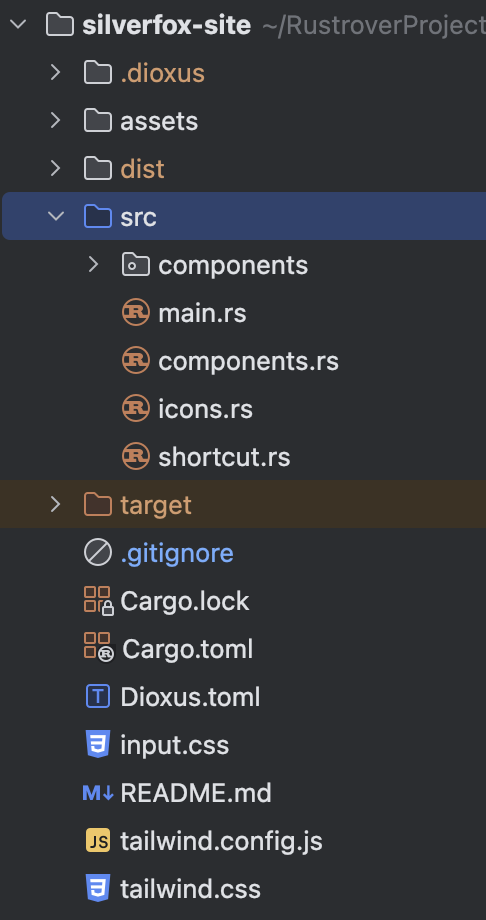 silverfox-site ~/RustroverProject
.dioxus
assets
dist
src
components
main.rs
components.rs
icons.rs
shortcut.rs
target
.gitignore
Cargo.lock
Cargo.toml
T Dioxus.toml
input.css
M↓ README.md
JS tailwind.config.js
tailwind.css